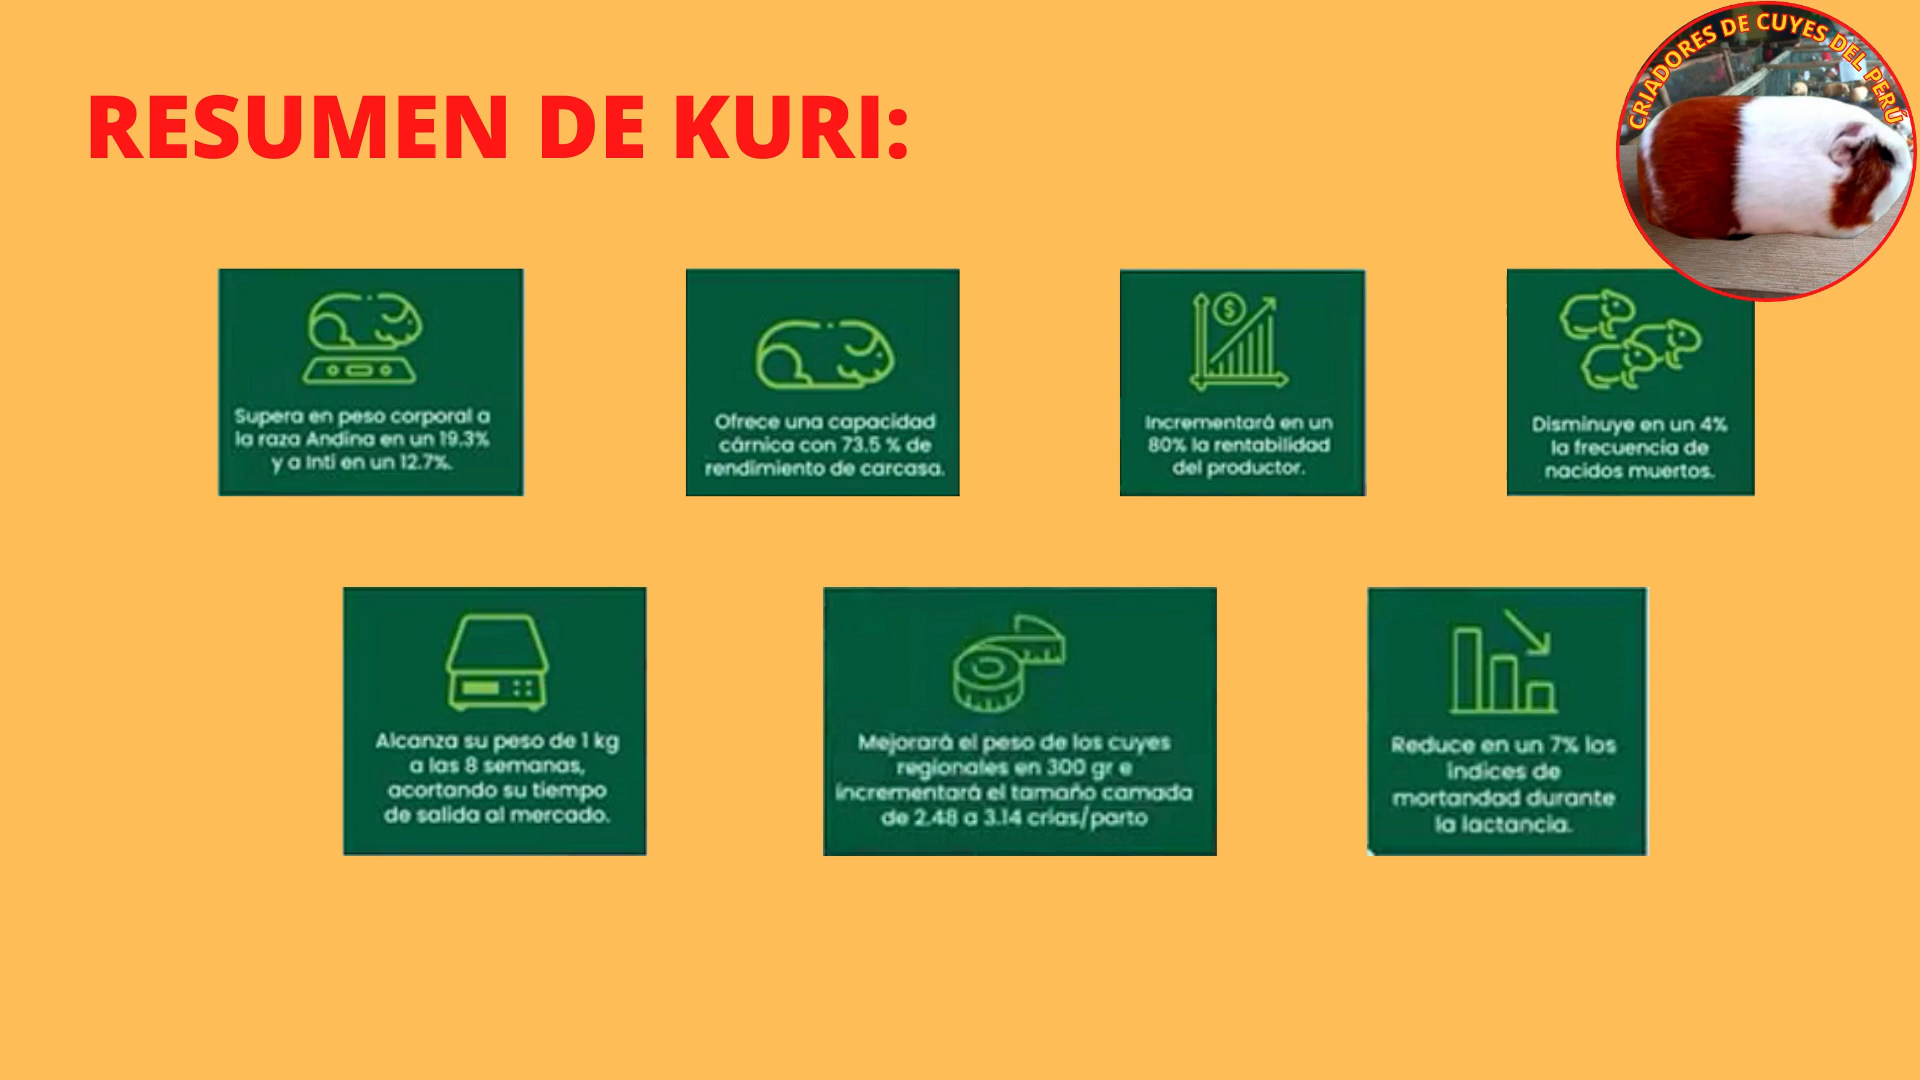 CRIADORES DE CUYES DEL PERÚ
RESUMEN DE KURI:
Supera en peso corporal a
la raza Andina en un 19.3%
y a Inti en un 12.7%.
Ofrece una capacidad
cárnica con 73.5 % de
rendimiento de carcasa.
Incrementará en un
80% la rentabilidad
del productor.
Disminuye en un 4%
la frecuencia de
nacidos muertos.
Alcanza su peso de 1 kg
a las 8 semanas,
acortando su tiempo
de salida al mercado.
Mejorará el peso de los cuyes
regionales en 300 gr e
incrementará el tamaño camada
de 2.48 a 3.14 crías/parto
Reduce en un 7% los
índices de
mortandad durante
la lactancia.